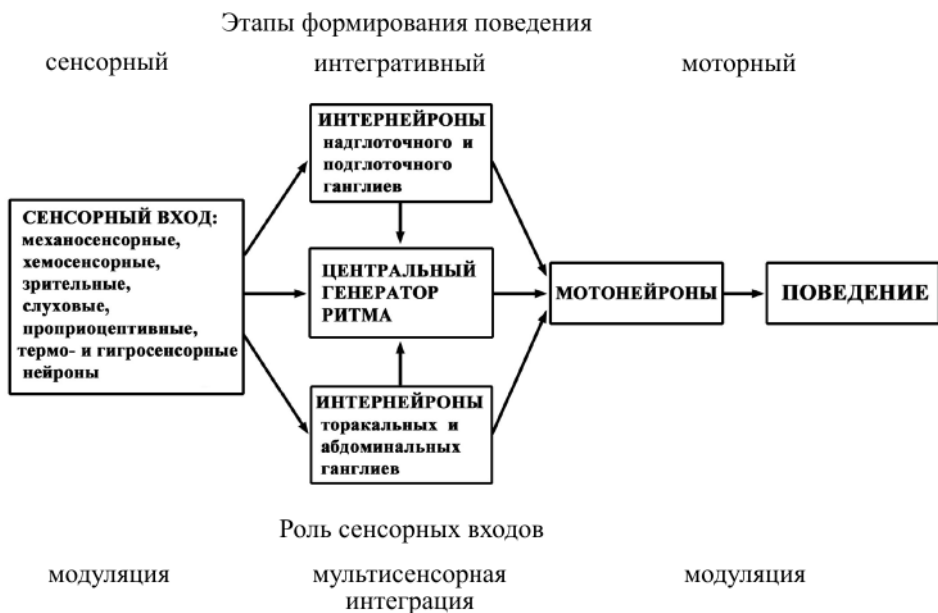 Этапы формирования поведения
сенсорный
интегративный
моторный
ИНТЕРНЕЙРОНЫ
надглоточного и
подглоточного
ганглиев
СЕНСОРНЫЙ ВХОД:
механосенсорные,
хемосенсорные,
зрительные,
слуховые,
проприоцептивные,
термо- и гигросенсорные
нейроны
ЦЕНТРАЛЬНЫЙ
ГЕНЕРАТОР
РИТМА
МОТОНЕЙРОНЫ
ПОВЕДЕНИЕ
ИНТЕРНЕЙРОНЫ
торакальных и
абдоминальных
ганглиев
Роль сенсорных входов
модуляция
мультисенсорная
интеграция
модуляция